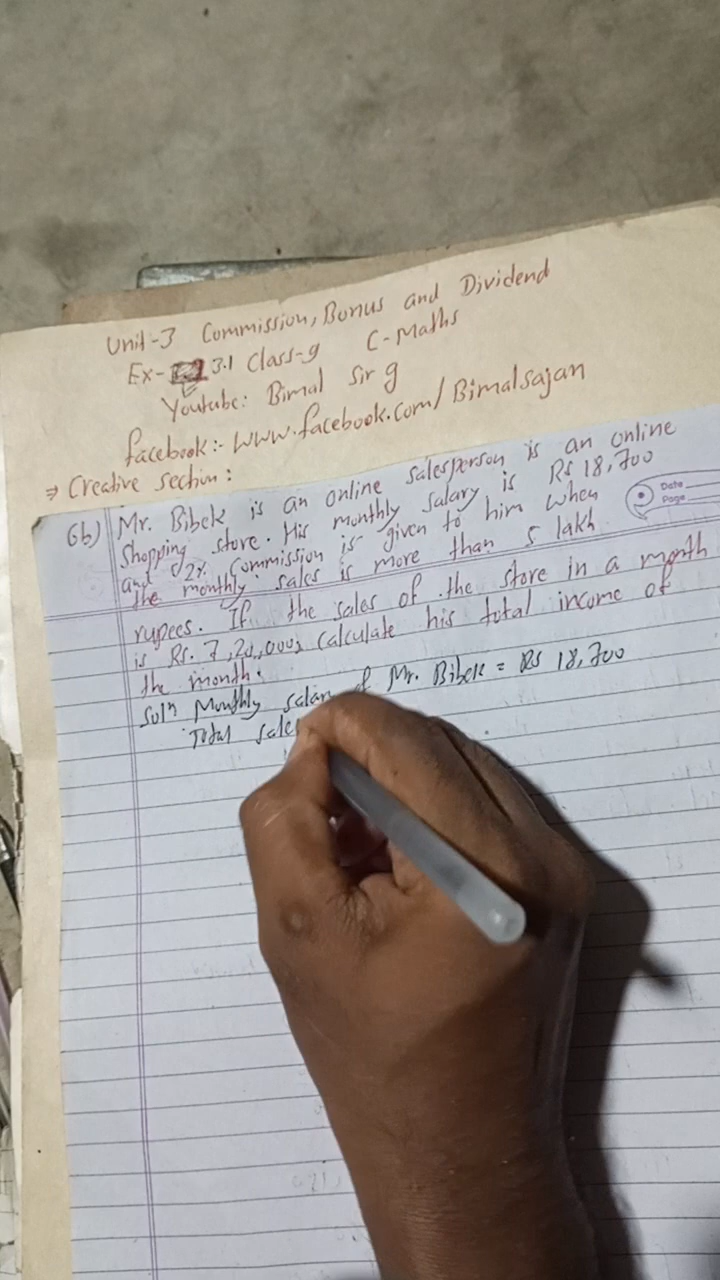 Unit-3 Commission, Bonus and Dividend
Ex- 3.1 Class-9 C-Maths
Youtube: Bimal Sir g
facebook:- www.facebook.com/Bimalsajan
⇒ Creative section:
6b) Mr. Bibek is an online salesperson is an online
Shopping store. His monthly salary is Rs 18,700
and 2% Commission is given to him when
the monthly sales is more than 5 lakh
rupees. If the sales of the store in a month
is Rs. 7,20,000, Calculate his total income of
the month.
Date
Page
Solⁿ Monthly salary of Mr. Bibek = Rs 18,700
Total sales